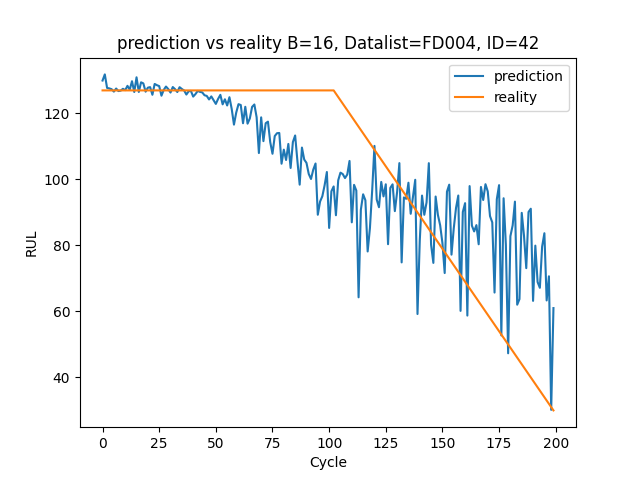 prediction vs reality B=16, Datalist=FD004, ID=42
prediction
reality
RUL
120
100
80
60
40
0 25 50 75 100 125 150 175 200
Cycle